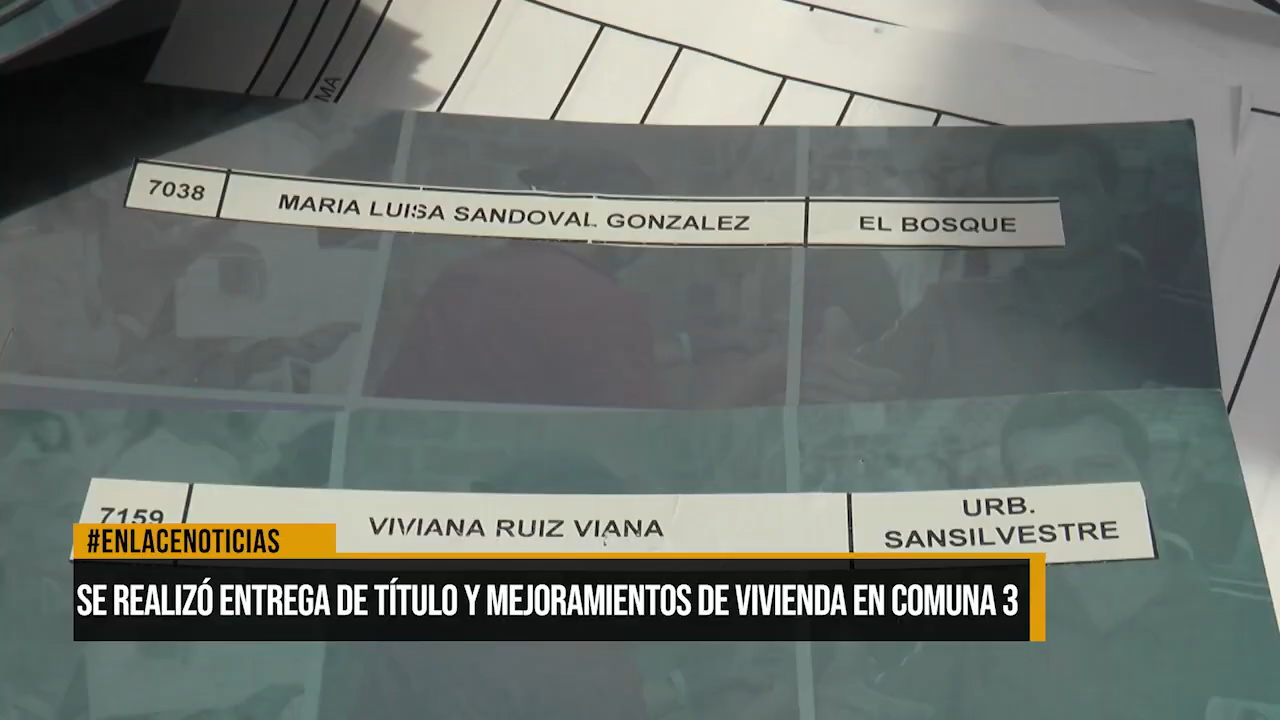 MA
7038 MARIA LUISA SANDOVAL GONZALEZ EL BOSQUE
7159 VIVIANA RUIZ VIANA URB.
SANSILVESTRE
#ENLACENOTICIAS
SE REALIZÓ ENTREGA DE TÍTULO Y MEJORAMIENTOS DE VIVIENDA EN COMUNA 3